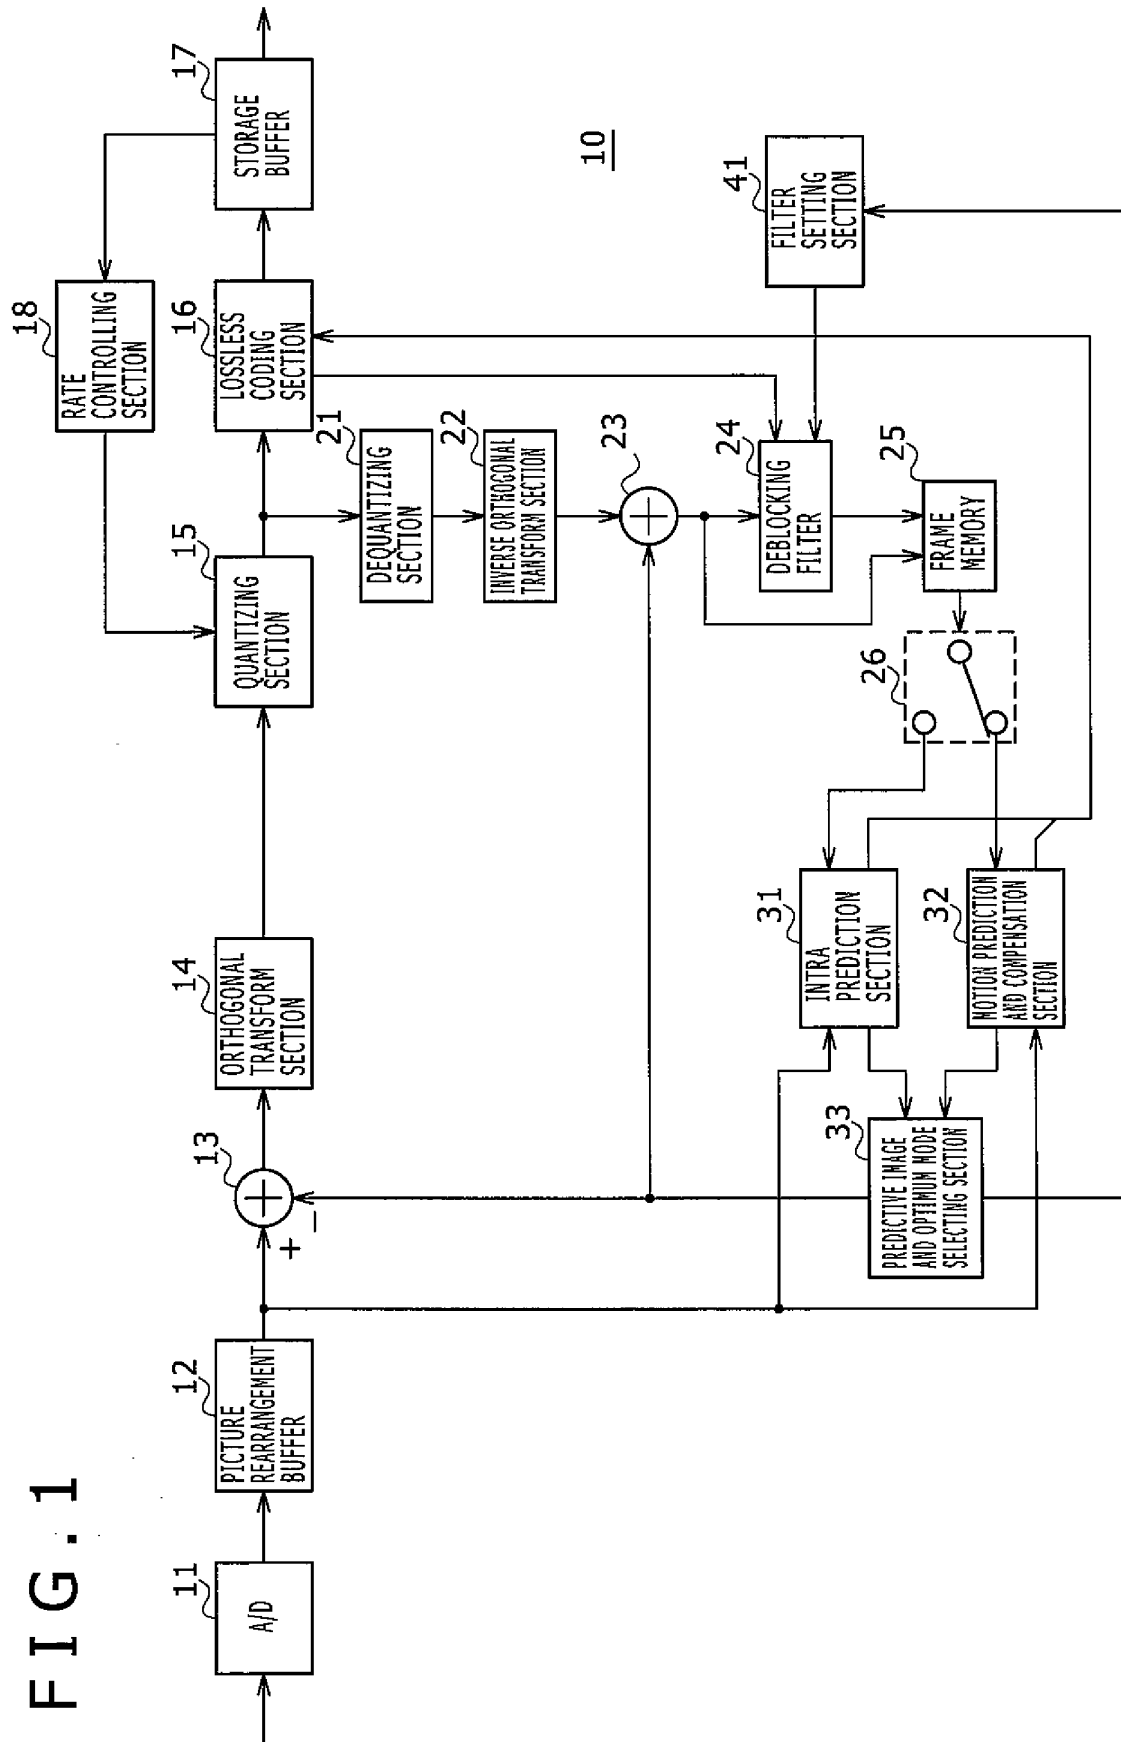 FIG.1
11
A/D
12
PICTURE
REARRANGEMENT
BUFFER
13
+
−
14
ORTHOGONAL
TRANSFORM
SECTION
15
QUANTIZING
SECTION
16
LOSSLESS
CODING
SECTION
17
STORAGE
BUFFER
18
RATE
CONTROLLING
SECTION
10
21
DEQUANTIZING
SECTION
22
INVERSE ORTHOGONAL
TRANSFORM SECTION
23
24
DEBLOCKING
FILTER
41
FILTER
SETTING
SECTION
25
FRAME
MEMORY
26
31
INTRA
PREDICTION
SECTION
32
MOTION PREDICTION
AND COMPENSATION
SECTION
33
PREDICTIVE IMAGE
AND OPTIMUM MODE
SELECTING SECTION